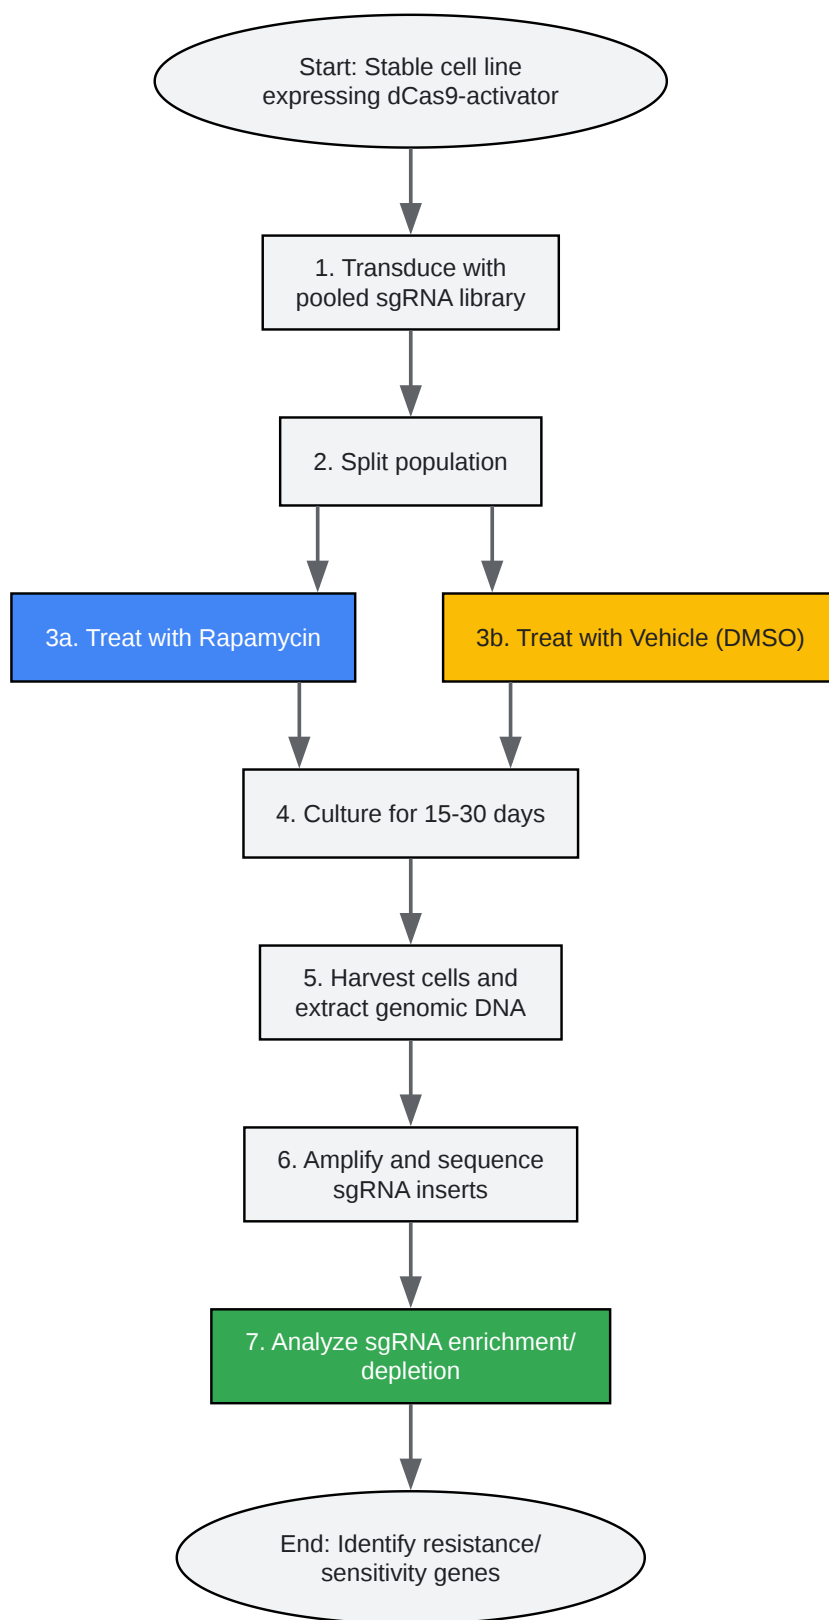 Start: Stable cell line
expressing dCas9-activator
1. Transduce with
pooled sgRNA library
2. Split population
3a. Treat with Rapamycin
3b. Treat with Vehicle (DMSO)
4. Culture for 15-30 days
5. Harvest cells and
extract genomic DNA
6. Amplify and sequence
sgRNA inserts
7. Analyze sgRNA enrichment/
depletion
End: Identify resistance/
sensitivity genes